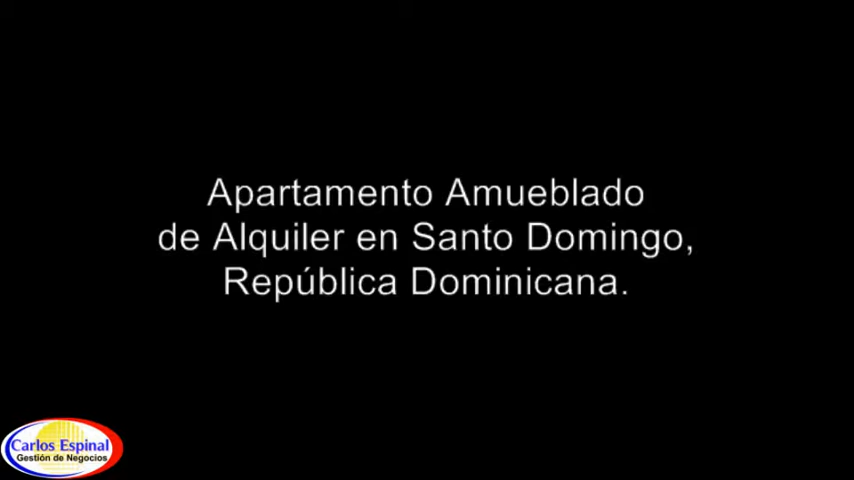 Apartamento Amueblado
de Alquiler en Santo Domingo,
República Dominicana.
Carlos Espinal
Gestión de Negocios